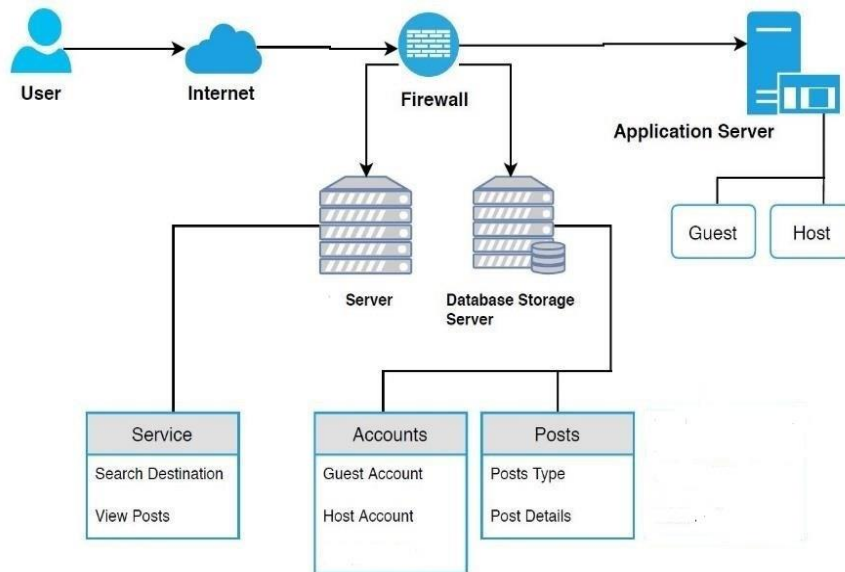 User
Internet
Firewall
Application Server
Guest
Host
Server
Database Storage
Server
Service
Search Destination
View Posts
Accounts
Guest Account
Host Account
Posts
Posts Type
Post Details